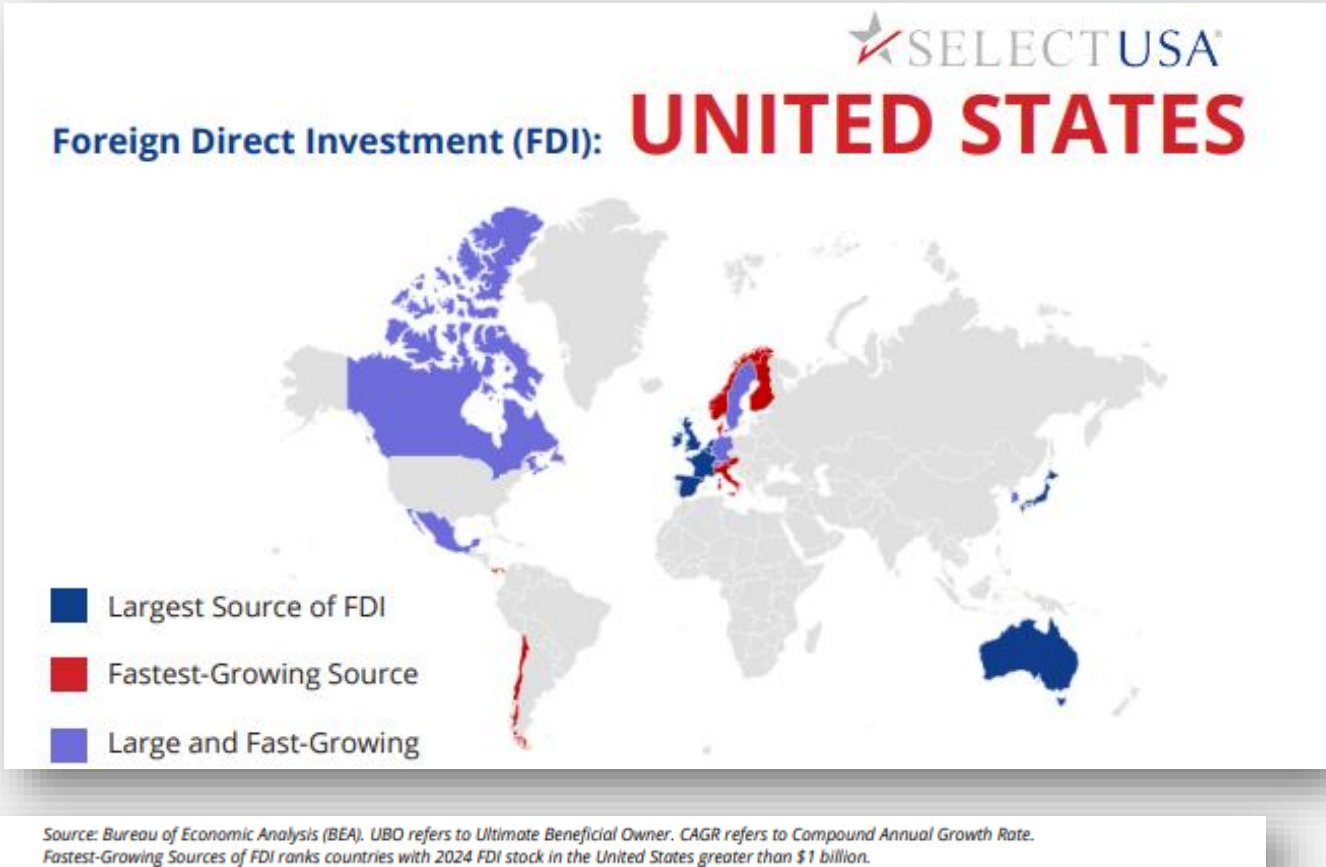 SELECTUSA®
Foreign Direct Investment (FDI): UNITED STATES
Largest Source of FDI
Fastest-Growing Source
Large and Fast-Growing
Source: Bureau of Economic Analysis (BEA). UBO refers to Ultimate Beneficial Owner. CAGR refers to Compound Annual Growth Rate.
Fastest-Growing Sources of FDI ranks countries with 2024 FDI stock in the United States greater than $1 billion.